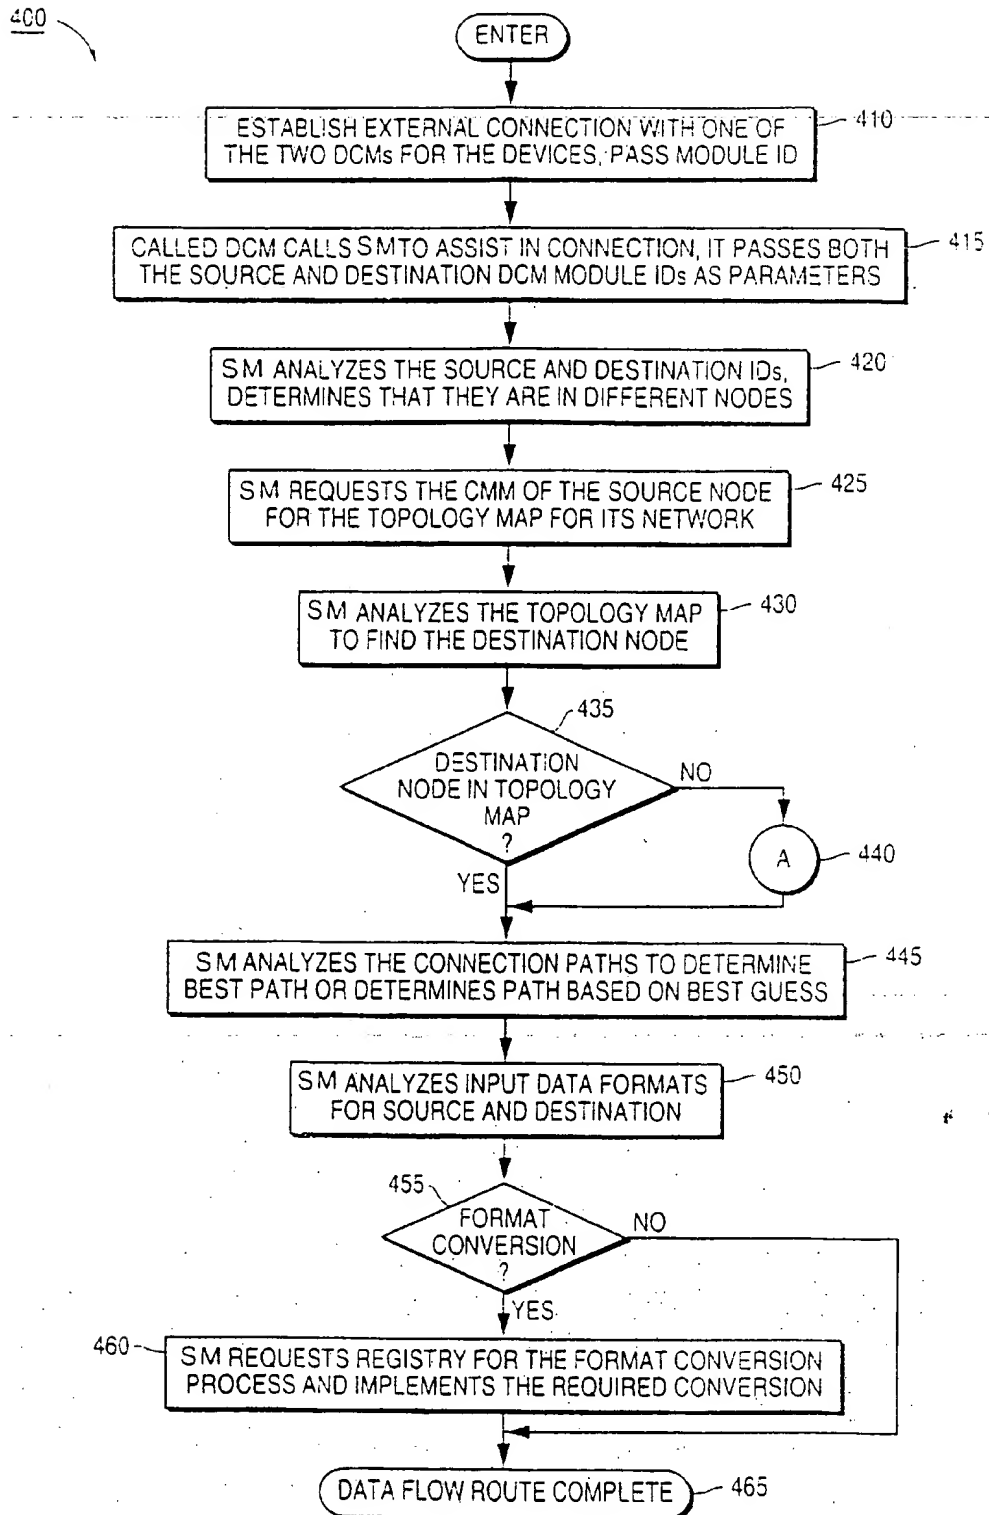 400
ENTER
ESTABLISH EXTERNAL CONNECTION WITH ONE OF
THE TWO DCMs FOR THE DEVICES, PASS MODULE ID
410
CALLED DCM CALLS SM TO ASSIST IN CONNECTION, IT PASSES BOTH
THE SOURCE AND DESTINATION DCM MODULE IDs AS PARAMETERS
415
SM ANALYZES THE SOURCE AND DESTINATION IDs,
DETERMINES THAT THEY ARE IN DIFFERENT NODES
420
SM REQUESTS THE CMM OF THE SOURCE NODE
FOR THE TOPOLOGY MAP FOR ITS NETWORK
425
SM ANALYZES THE TOPOLOGY MAP
TO FIND THE DESTINATION NODE
430
435
DESTINATION
NODE IN TOPOLOGY
MAP
?
NO
A
440
YES
SM ANALYZES THE CONNECTION PATHS TO DETERMINE
BEST PATH OR DETERMINES PATH BASED ON BEST GUESS
445
SM ANALYZES INPUT DATA FORMATS
FOR SOURCE AND DESTINATION
450
455
FORMAT
CONVERSION
?
NO
YES
460
SM REQUESTS REGISTRY FOR THE FORMAT CONVERSION
PROCESS AND IMPLEMENTS THE REQUIRED CONVERSION
DATA FLOW ROUTE COMPLETE
465